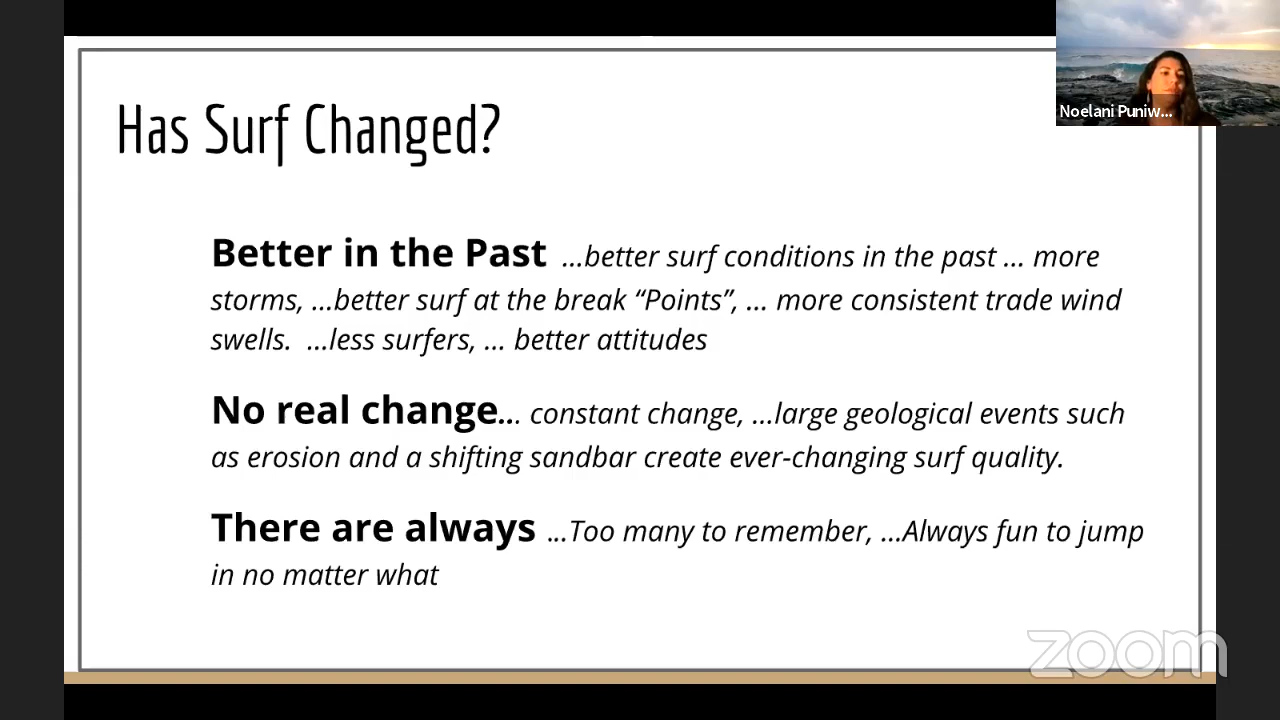 Has Surf Changed?
Noelani Puniw...
Better in the Past ...better surf conditions in the past ... more
storms, ...better surf at the break “Points”, ... more consistent trade wind
swells.  ...less surfers, ... better attitudes
No real change... constant change, ...large geological events such
as erosion and a shifting sandbar create ever-changing surf quality.
There are always ...Too many to remember, ...Always fun to jump
in no matter what
zoom